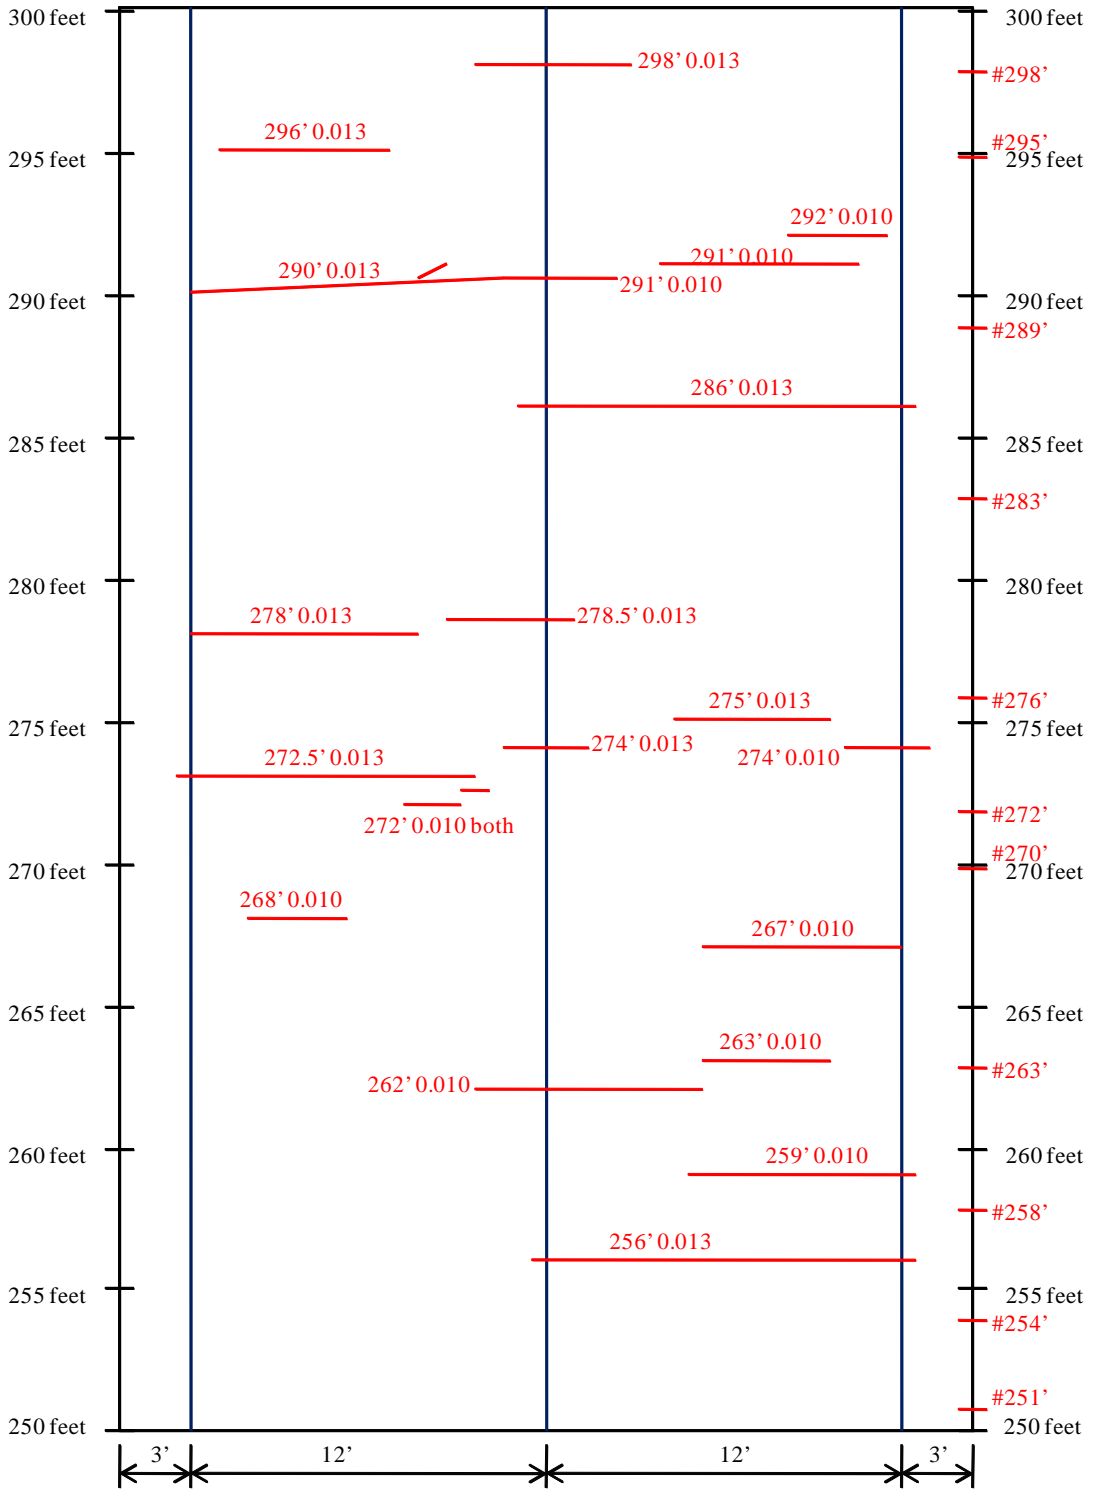 300 feet 300 feet
298’ 0.013
#298’
296’ 0.013
#295’
295 feet 295 feet
292’ 0.010
291’ 0.010
290’ 0.013
291’ 0.010
290 feet 290 feet
#289’
286’ 0.013
285 feet 285 feet
#283’
280 feet 280 feet
278’ 0.013 278.5’ 0.013
275’ 0.013 #276’
275 feet 275 feet
274’ 0.013
272.5’ 0.013 274’ 0.010
#272’
272’ 0.010 both
#270’
270 feet 270 feet
268’ 0.010
267’ 0.010
265 feet 265 feet
263’ 0.010
#263’
262’ 0.010
260 feet 259’ 0.010 260 feet
#258’
256’ 0.013
255 feet 255 feet
#254’
#251’
250 feet 250 feet
3’ 12’ 12’ 3’